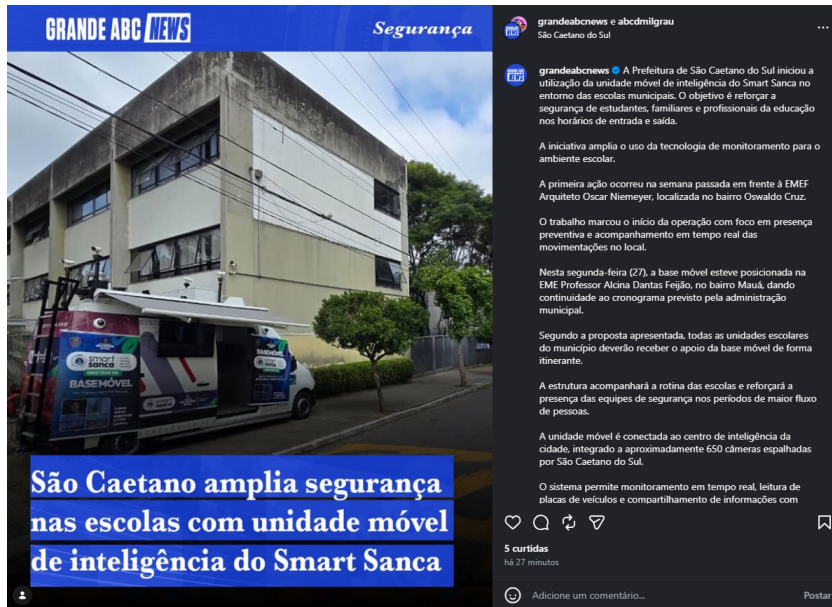 GRANDE ABC NEWS
Segurança
smart
sanca
BASE MÓVEL
BASEMÓVEL
São Caetano amplia segurança
nas escolas com unidade móvel
de inteligência do Smart Sanca
grandeabcnews e abcdmilgrau
São Caetano do Sul
grandeabcnews A Prefeitura de São Caetano do Sul iniciou a
utilização da unidade móvel de inteligência do Smart Sanca no
entorno das escolas municipais. O objetivo é reforçar a
segurança de estudantes, familiares e profissionais da educação
nos horários de entrada e saída.
A iniciativa amplia o uso da tecnologia de monitoramento para o
ambiente escolar.
A primeira ação ocorreu na semana passada em frente à EMEF
Arquiteto Oscar Niemeyer, localizada no bairro Oswaldo Cruz.
O trabalho marcou o início da operação com foco em presença
preventiva e acompanhamento em tempo real das
movimentações no local.
Nesta segunda-feira (27), a base móvel esteve posicionada na
EME Professor Alcina Dantas Feijão, no bairro Mauá, dando
continuidade ao cronograma previsto pela administração
municipal.
Segundo a proposta apresentada, todas as unidades escolares
do município deverão receber o apoio da base móvel de forma
itinerante.
A estrutura acompanhará a rotina das escolas e reforçará a
presença das equipes de segurança nos períodos de maior fluxo
de pessoas.
A unidade móvel é conectada ao centro de inteligência da
cidade, integrado a aproximadamente 650 câmeras espalhadas
por São Caetano do Sul.
O sistema permite monitoramento em tempo real, leitura de
placas de veículos e compartilhamento de informações com
5 curtidas
há 27 minutos
Adicione um comentário...
Postar